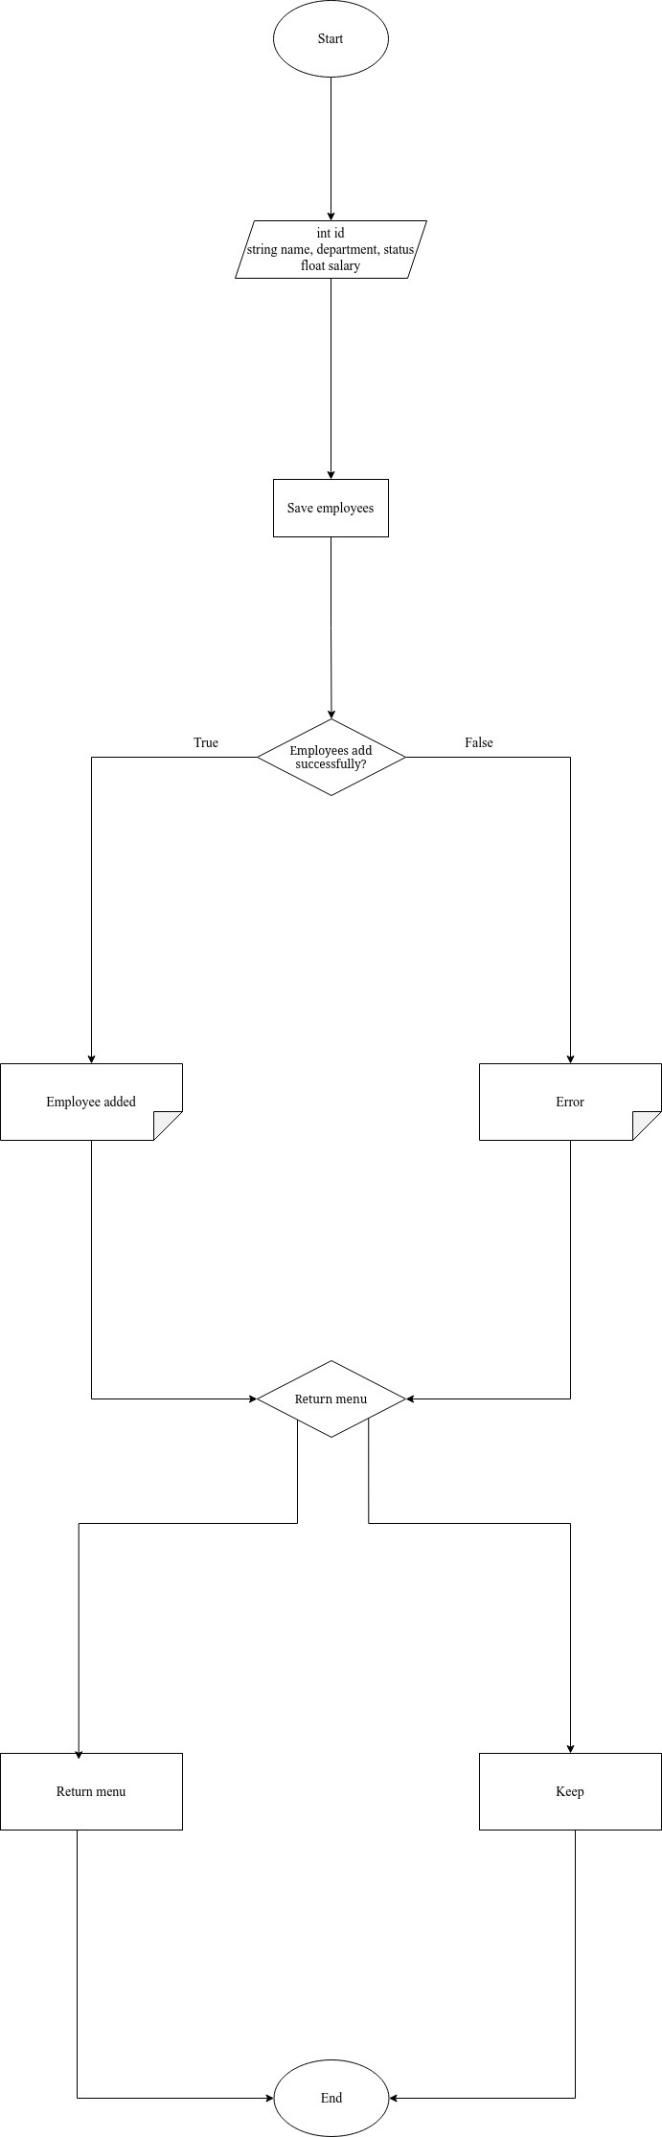 Start
int id
string name, department, status
float salary
Save employees
True
False
Employees add
successfully?
Employee added
Error
Return menu
Return menu
Keep
End